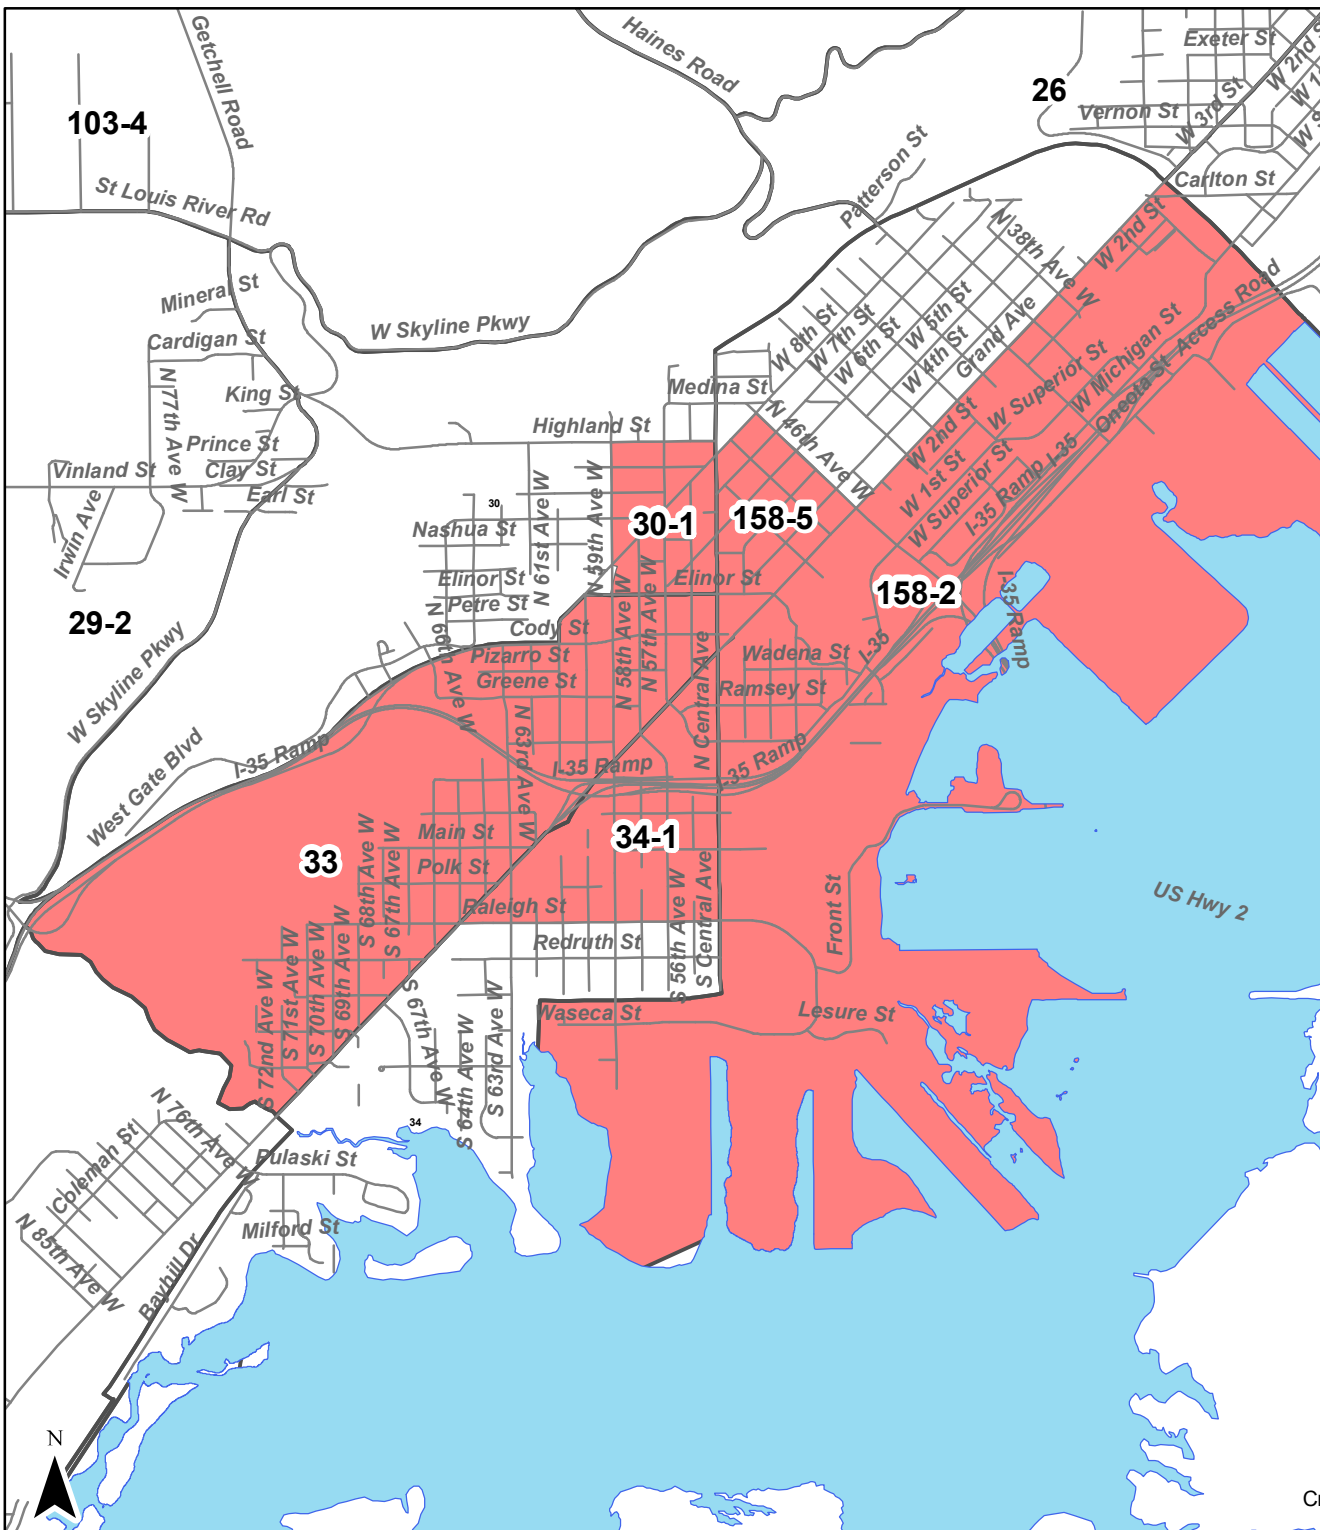 Getchell Road
Haines Road
Exeter St
W 2nd S
W 1
W 9
26
Vernon St
W 3rd St
103-4
Patterson St
Carlton St
St Louis River Rd
N 38th Ave W
W 2nd St
Mineral St
W Skyline Pkwy
Cardigan St
W 8th St
W 7th St
W 6th St
W 5th St
W 4th St
Grand Ave
W Superior St
W Michigan St
Oneota St
Access Road
N 77th Ave W
King St
Medina St
N 46th Ave W
Highland St
W 2nd St
Prince St
Clay St
Vinland St
Earl St
Irwin Ave
W 1st St
W Superior St
I-35 Ramp
I-35
N 61st Ave W
N 59th Ave W
30
30-1
158-5
Nashua St
Elinor St
Elinor St
Petre St
158-2
I-35 Ramp
29-2
N 66th Ave W
Cody St
N 58th Ave W
N 57th Ave W
P
Pizarro St
Greene St
N Central Ave
Wadena St
Ramsey St
I-35
W Skyline Pkwy
N 63rd Ave W
I-35 Ramp
I-35 Ramp
I-35 Ramp
West Gate Blvd
Main St
34-1
33
Polk St
S 68th Ave W
S 67th Ave W
Raleigh St
S 56th Ave W
S Central Ave
Front St
US Hwy 2
Redruth St
S 72nd Ave W
S 71st Ave W
S 70th Ave W
S 69th Ave W
S 67th Ave W
S 64th Ave W
S 63rd Ave W
Waseca St
Lesure St
34
N 76th Ave W
Coleman St
Pulaski St
Milford St
N 85th Ave W
Bayhill Dr
N
Cr